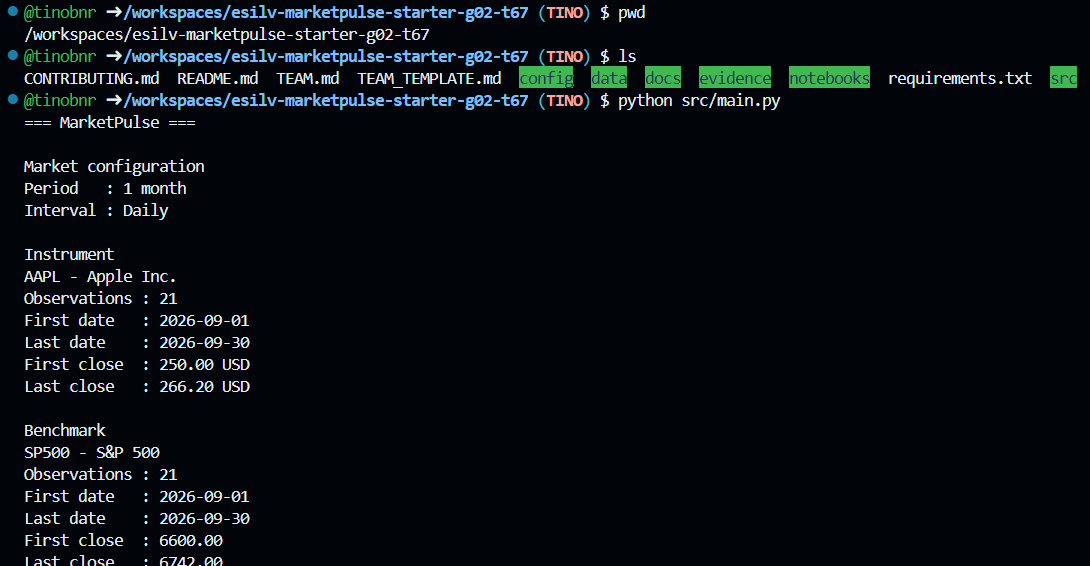 @tinobnr ➜/workspaces/esilv-marketpulse-starter-g02-t67 (TINO) $ pwd
/workspaces/esilv-marketpulse-starter-g02-t67
@tinobnr ➜/workspaces/esilv-marketpulse-starter-g02-t67 (TINO) $ ls
CONTRIBUTING.md  README.md  TEAM.md  TEAM_TEMPLATE.md  config  data  docs  evidence  notebooks  requirements.txt  src
@tinobnr ➜/workspaces/esilv-marketpulse-starter-g02-t67 (TINO) $ python src/main.py
=== MarketPulse ===
Market configuration
Period   : 1 month
Interval : Daily
Instrument
AAPL - Apple Inc.
Observations : 21
First date   : 2026-09-01
Last date    : 2026-09-30
First close  : 250.00 USD
Last close   : 266.20 USD
Benchmark
SP500 - S&P 500
Observations : 21
First date   : 2026-09-01
Last date    : 2026-09-30
First close  : 6600.00
Last close   : 6742.00